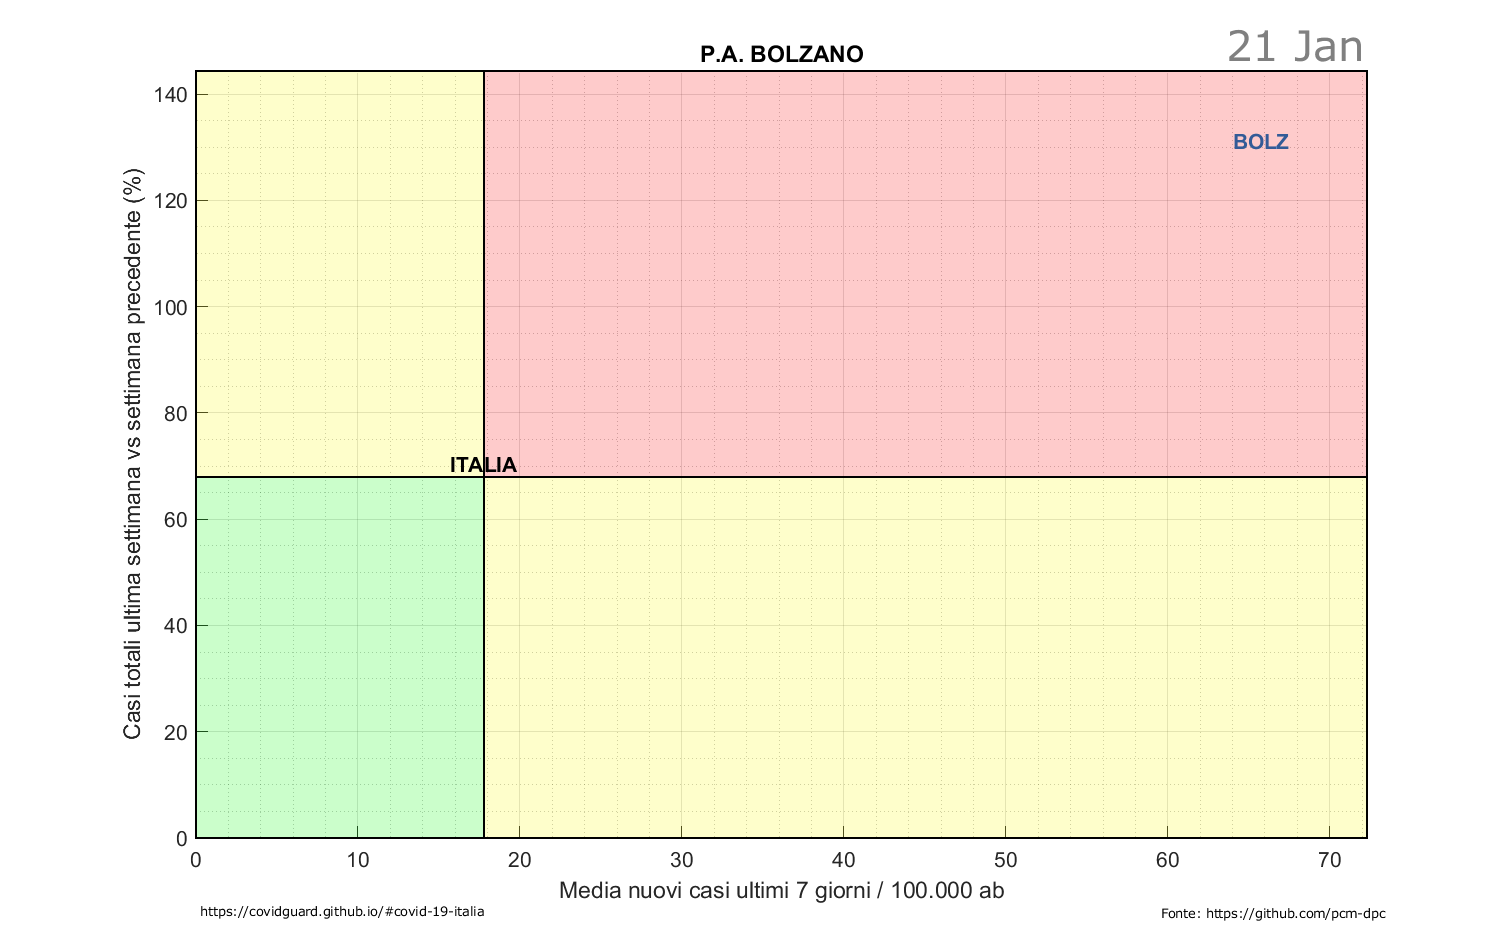 21 Jan
P.A. BOLZANO
Casi totali ultima settimana vs settimana precedente (%)
140
120
100
80
60
40
20
0
BOLZ
ITALIA
0 10 20 30 40 50 60 70
Media nuovi casi ultimi 7 giorni / 100.000 ab
https://covidguard.github.io/#covid-19-italia
Fonte: https://github.com/pcm-dpc